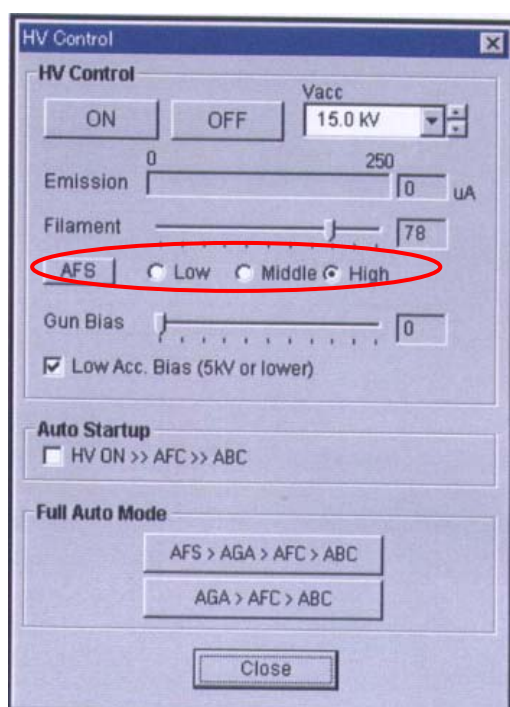 HV Control
HV Control
Vacc
ON OFF 15.0 kV
0 250
Emission 0 uA
Filament 78
AFS Low Middle High
Gun Bias 0
Low Acc. Bias (5kV or lower)
Auto Startup
HV ON >> AFC >> ABC
Full Auto Mode
AFS > AGA > AFC > ABC
AGA > AFC > ABC
Close